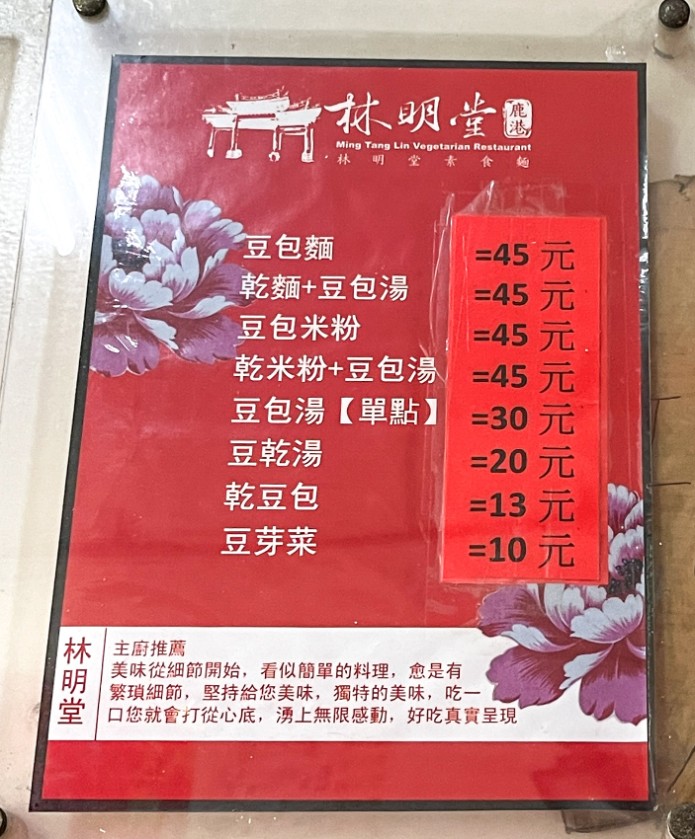 林明堂 鹿港
Ming Tang Lin Vegetarian Restaurant
林明堂素食麵
豆包麵 =45 元
乾麵+豆包湯 =45 元
豆包米粉 =45 元
乾米粉+豆包湯 =45 元
豆包湯【單點】 =30 元
豆乾湯 =20 元
乾豆包 =13 元
豆芽菜 =10 元
林明堂
主廚推薦
美味從細節開始，看似簡單的料理，愈是有
繁瑣細節，堅持給您美味，獨特的美味，吃一
口您就會打從心底，湧上無限感動，好吃真實呈現